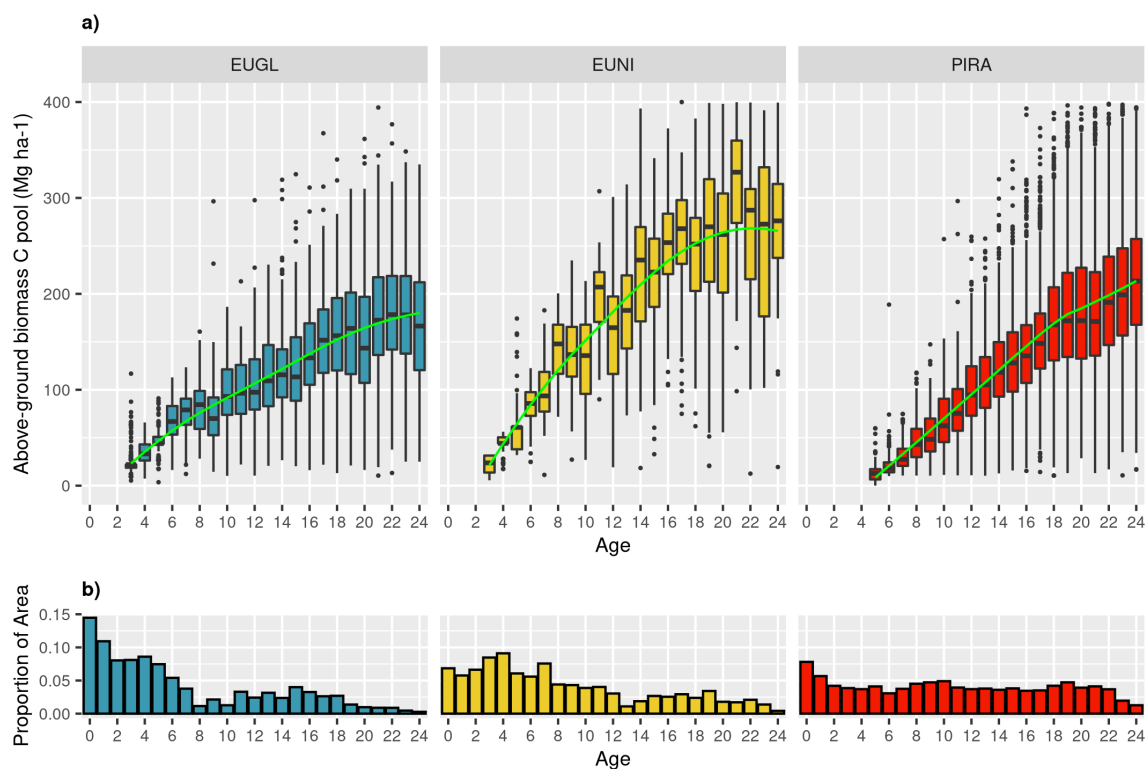 a)
EUGL EUNI PIRA
Above-ground biomass C pool (Mg ha-1)
400
300
200
100
0
0 2 4 6 8 10 12 14 16 18 20 22 24 0 2 4 6 8 10 12 14 16 18 20 22 24 0 2 4 6 8 10 12 14 16 18 20 22 24
Age
b)
Proportion of Area
0.15
0.10
0.05
0.00
0 2 4 6 8 10 12 14 16 18 20 22 24 0 2 4 6 8 10 12 14 16 18 20 22 24 0 2 4 6 8 10 12 14 16 18 20 22 24
Age